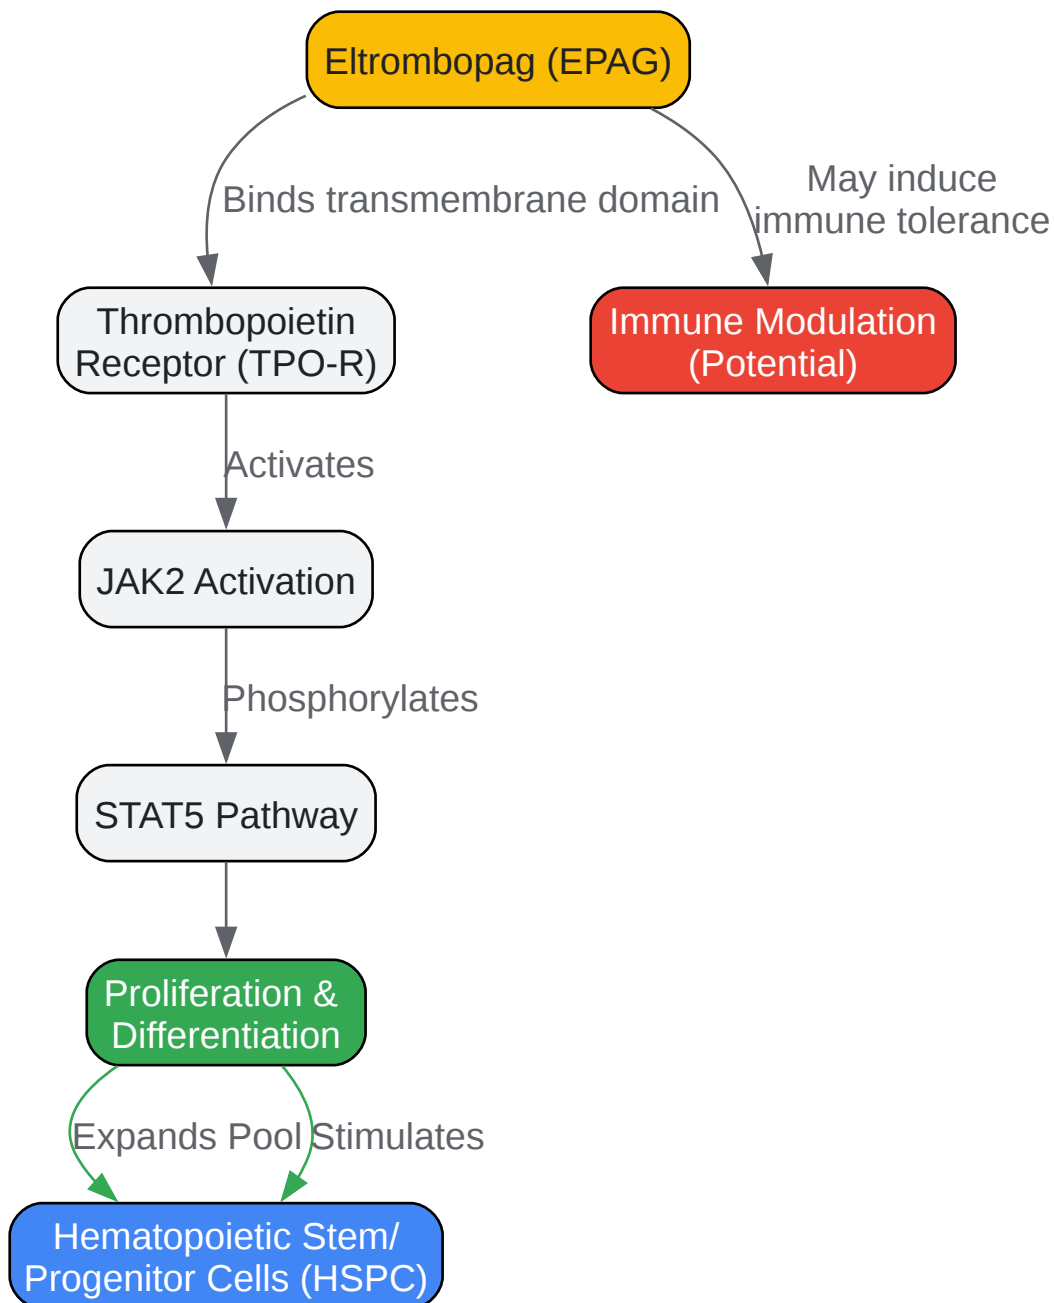 Eltrombopag (EPAG)
Binds transmembrane domain
May induce
immune tolerance
Thrombopoietin
Receptor (TPO-R)
Immune Modulation
(Potential)
Activates
JAK2 Activation
Phosphorylates
STAT5 Pathway
Proliferation &
Differentiation
Expands Pool
Stimulates
Hematopoietic Stem/
Progenitor Cells (HSPC)